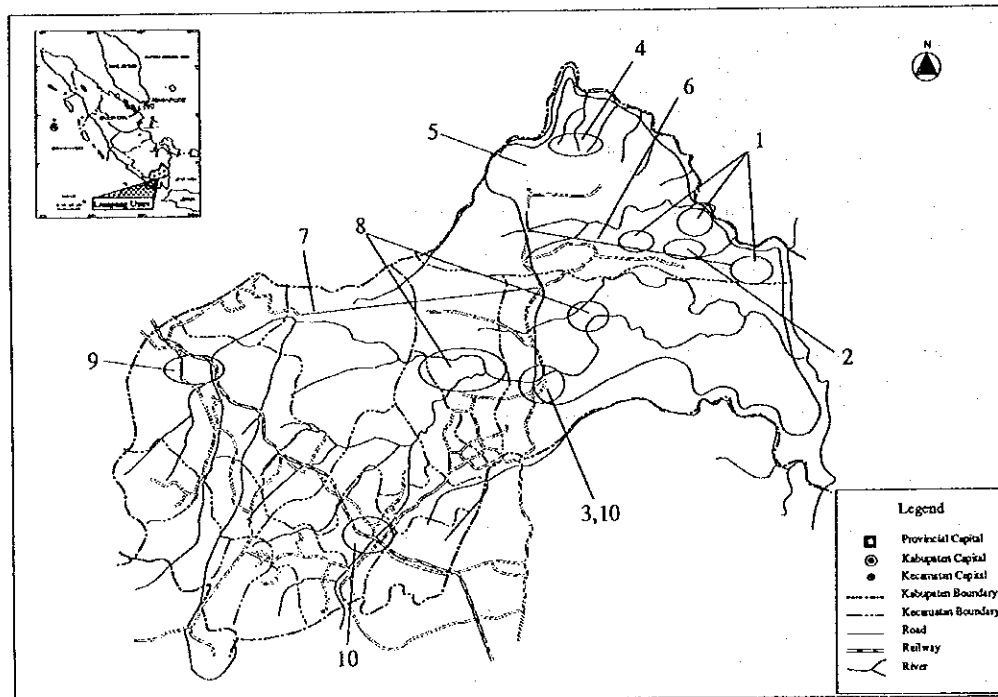 N
4
6
5
1
7
8
2
9
3,10
10
Lampung Utara
Legend
Provincial Capital
Kabupaten Capital
Kecamatan Capital
Kabupaten Boundary
Kecamatan Boundary
Road
Railway
River